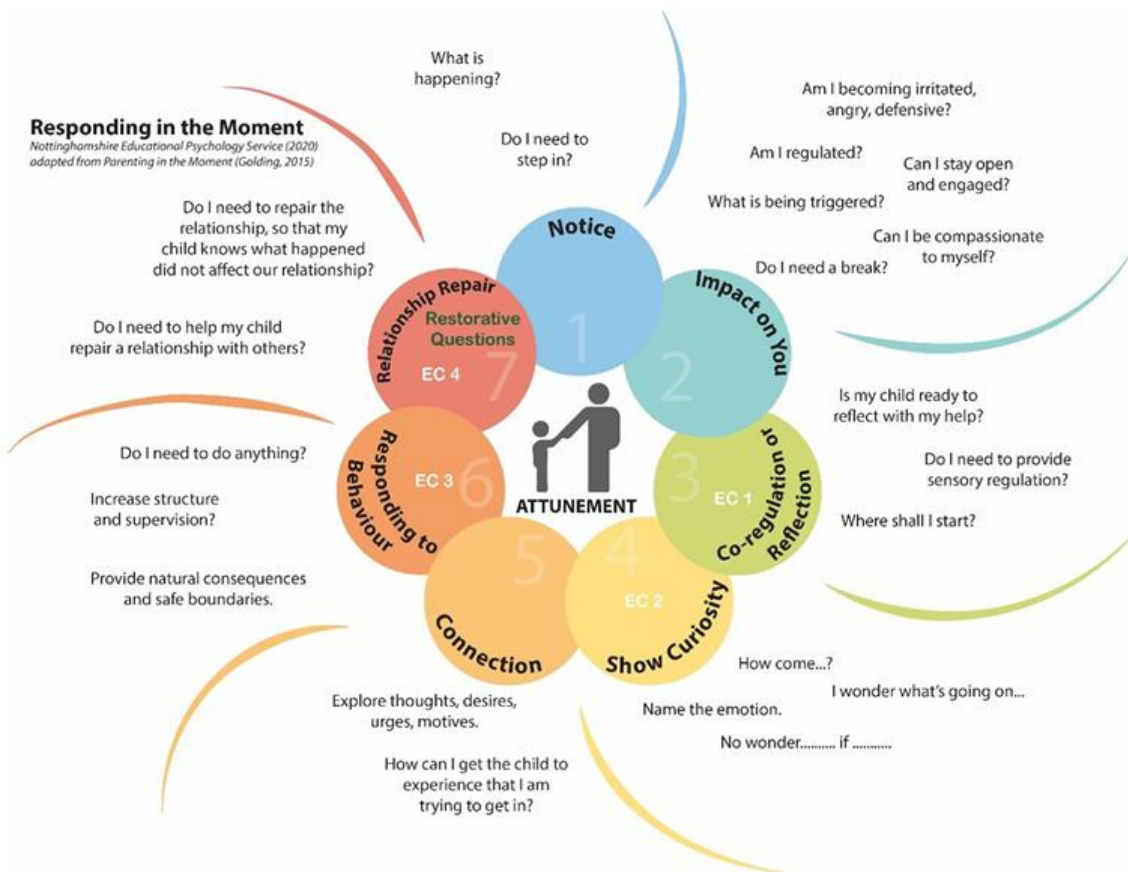 Responding in the Moment
Nottinghamshire Educational Psychology Service (2020)
adapted from Parenting in the Moment (Golding, 2015)
What is
happening?
Do I need to
step in?
Notice
1
Am I becoming irritated,
angry, defensive?
Am I regulated?
Can I stay open
and engaged?
What is being triggered?
Can I be compassionate
to myself?
Do I need a break?
Impact on You
2
Is my child ready to
reflect with my help?
Do I need to provide
sensory regulation?
Where shall I start?
Co-regulation or
Reflection
EC 1
3
How come...?
I wonder what's going on...
Name the emotion.
No wonder.......... if ...........
Show Curiosity
EC 2
4
Explore thoughts, desires,
urges, motives.
How can I get the child to
experience that I am
trying to get in?
Connection
5
Do I need to do anything?
Increase structure
and supervision?
Provide natural consequences
and safe boundaries.
Responding to
Behaviour
EC 3
6
Do I need to repair the
relationship, so that my
child knows what happened
did not affect our relationship?
Do I need to help my child
repair a relationship with others?
Relationship Repair
Restorative
Questions
EC 4
7
ATTUNEMENT